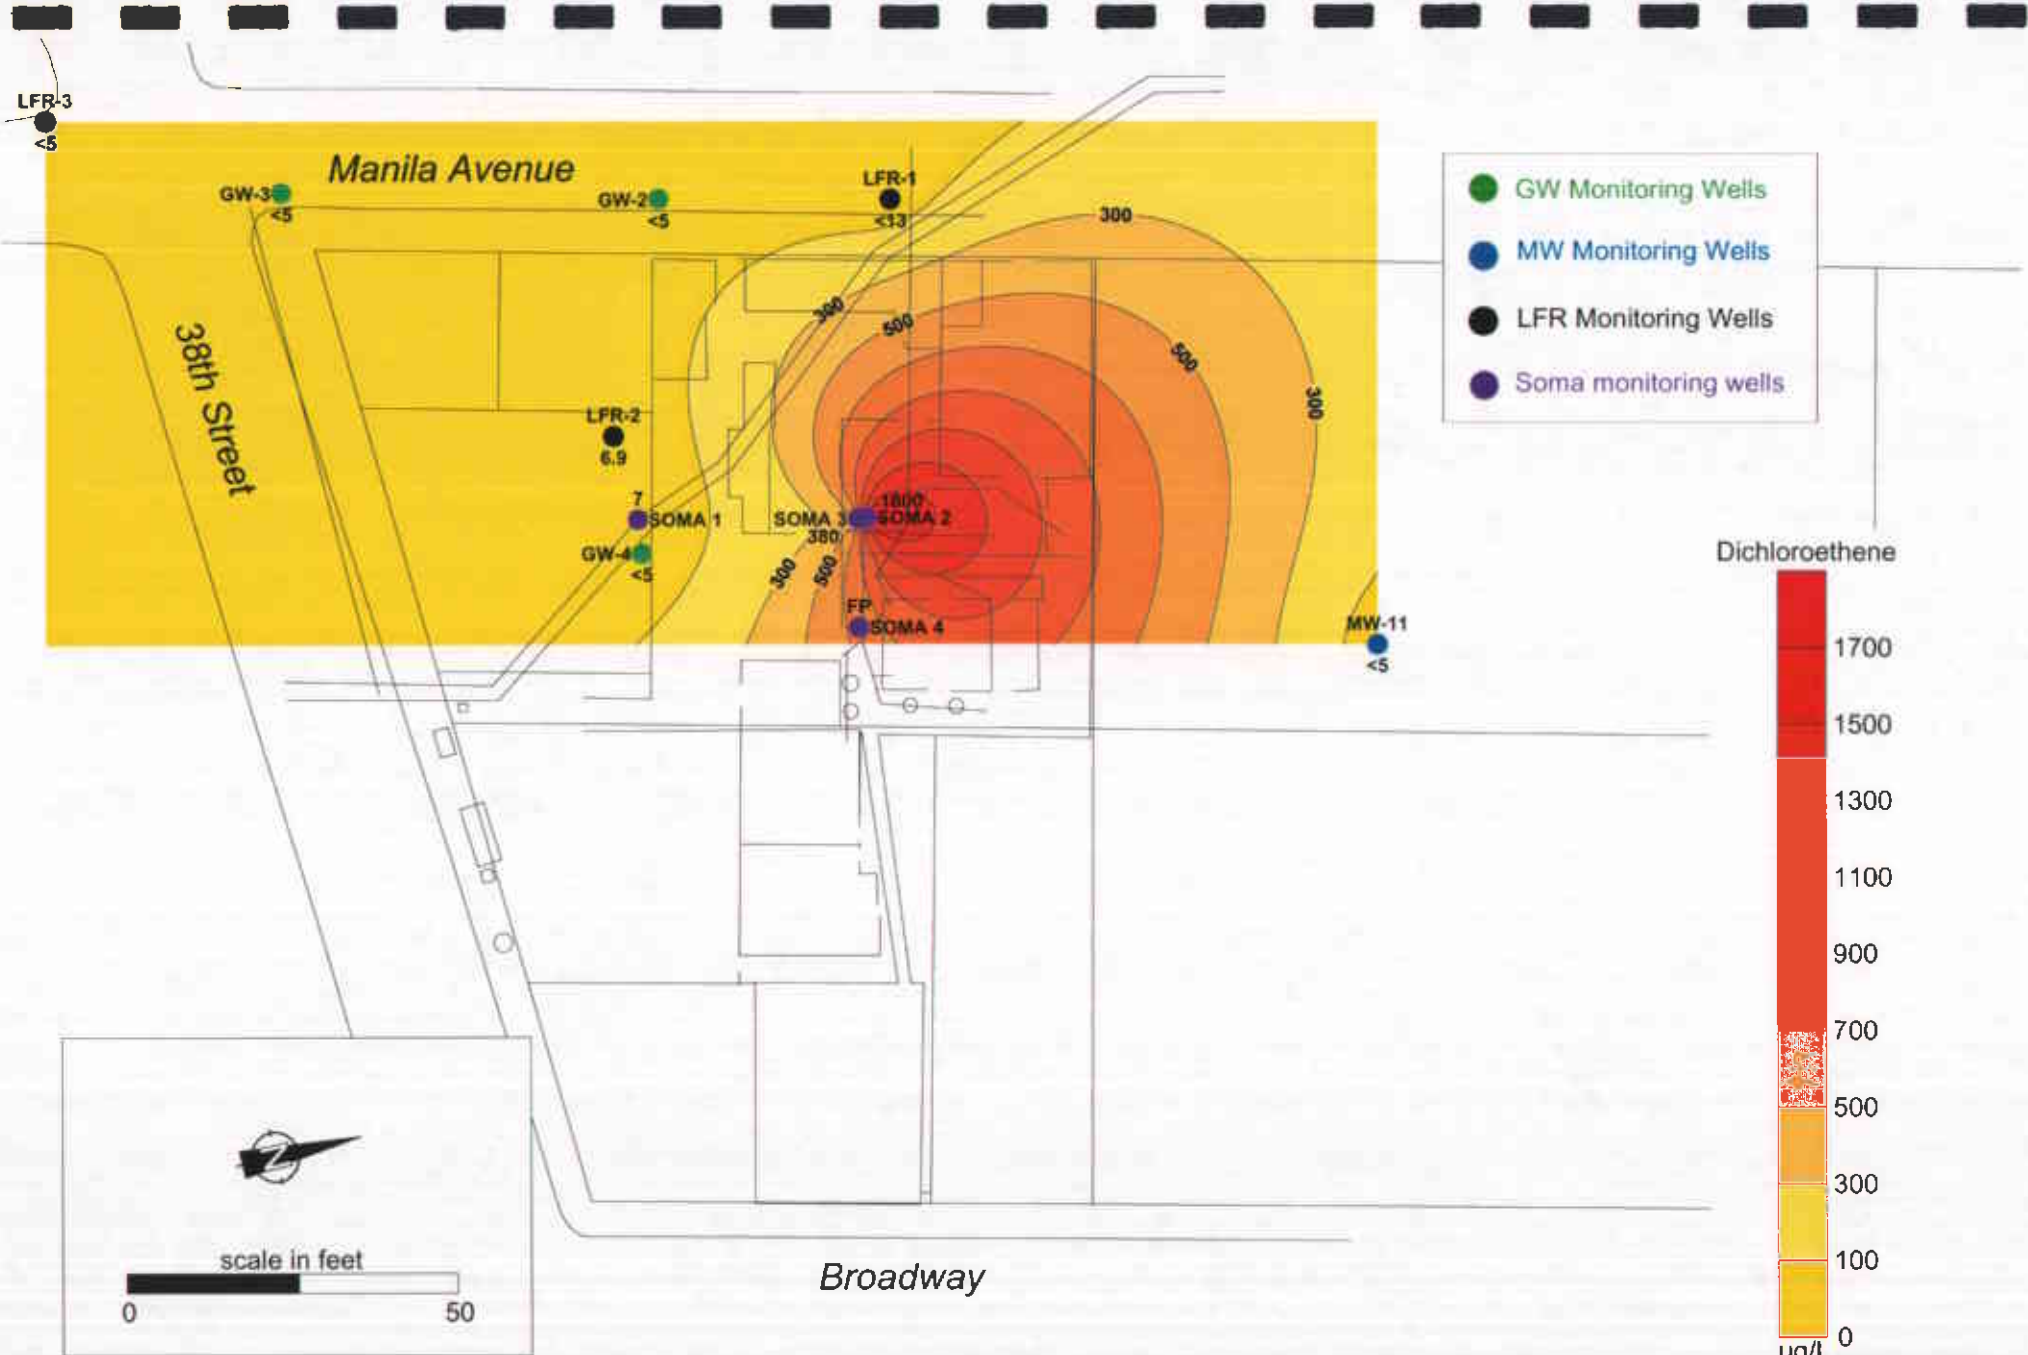 LFR-3
<5
Manila Avenue
GW-3
<5
GW-2
<5
LFR-1
<13
300
GW Monitoring Wells
MW Monitoring Wells
LFR Monitoring Wells
Soma monitoring wells
38th Street
300
500
500
300
LFR-2
6.9
7
SOMA 1
GW-4
<5
1800
SOMA 3
SOMA 2
380
300
500
FP
SOMA 4
MW-11
<5
Dichloroethene
1700
1500
1300
1100
900
700
500
300
100
0
ug/l
Z
scale in feet
0
50
Broadway